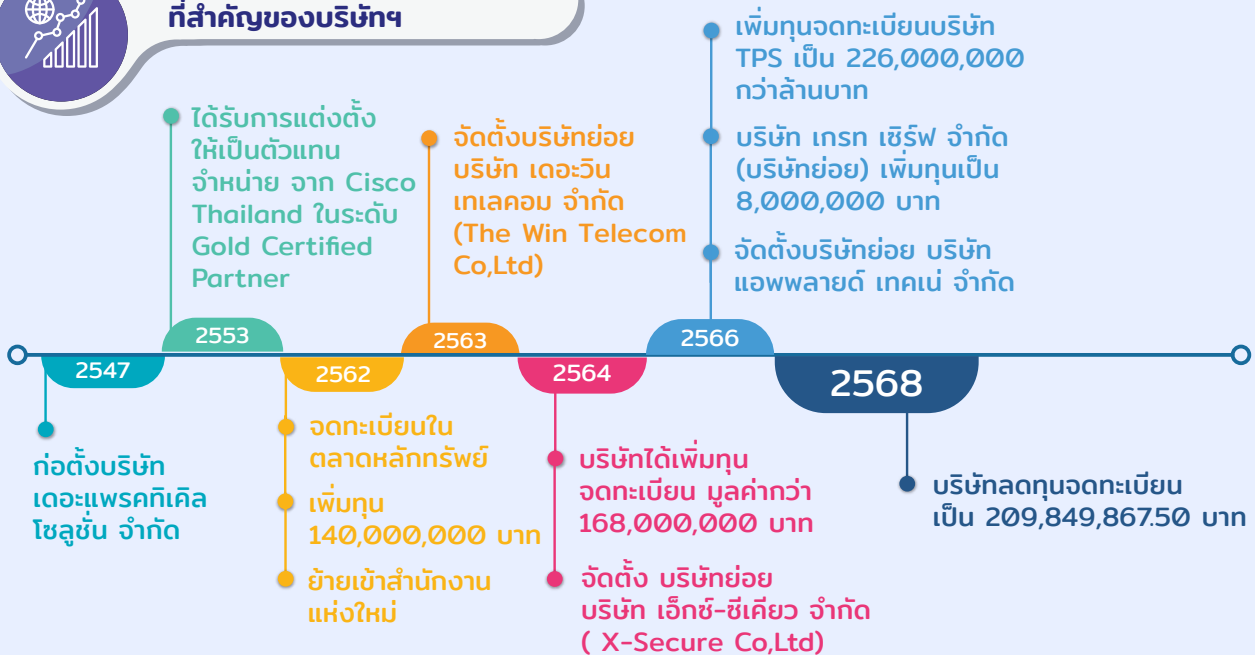 ที่สำคัญของบริษัทฯ
2547
ก่อตั้งบริษัท
เดอะแพรคทิเคิล
โซลูชั่น จำกัด
ได้รับการแต่งตั้ง
ให้เป็นตัวแทน
จำหน่าย จาก Cisco
Thailand ในระดับ
Gold Certified
Partner
2553
2562
จดทะเบียนใน
ตลาดหลักทรัพย์
เพิ่มทุน
140,000,000 บาท
ย้ายเข้าสำนักงาน
แห่งใหม่
จัดตั้งบริษัทย่อย
บริษัท เดอะวิน
เทเลคอม จำกัด
(The Win Telecom
Co,Ltd)
2563
2564
บริษัทได้เพิ่มทุน
จดทะเบียน มูลค่ากว่า
168,000,000 บาท
จัดตั้ง บริษัทย่อย
บริษัท เอ็กซ์-ซีเคียว จำกัด
( X-Secure Co,Ltd)
เพิ่มทุนจดทะเบียนบริษัท
TPS เป็น 226,000,000
กว่าล้านบาท
บริษัท เกรท เซิร์ฟ จำกัด
(บริษัทย่อย) เพิ่มทุนเป็น
8,000,000 บาท
จัดตั้งบริษัทย่อย บริษัท
แอพพลายด์ เทคเน่ จำกัด
2566
2568
บริษัทลดทุนจดทะเบียน
เป็น 209,849,867.50 บาท